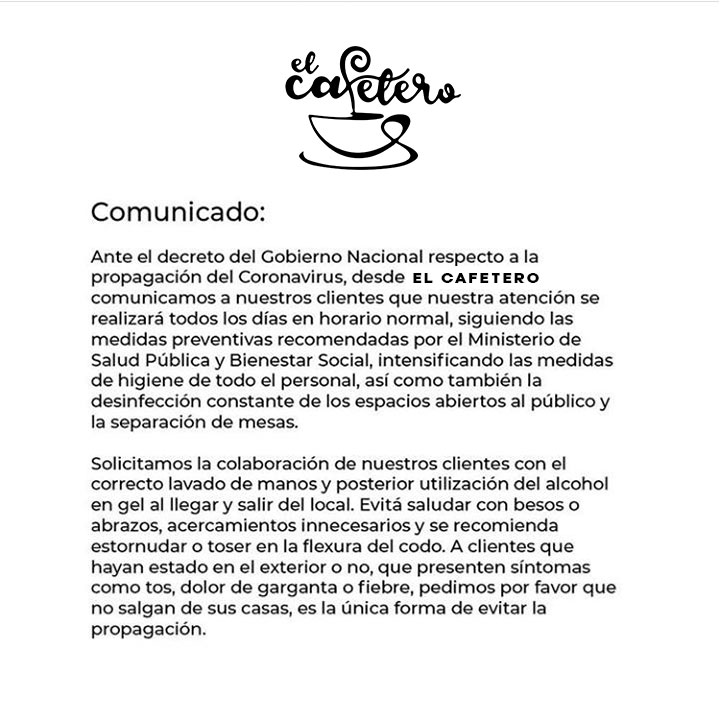 el
cafetero
Comunicado:
Ante el decreto del Gobierno Nacional respecto a la
propagación del Coronavirus, desde EL CAFETERO
comunicamos a nuestros clientes que nuestra atención se
realizará todos los días en horario normal, siguiendo las
medidas preventivas recomendadas por el Ministerio de
Salud Pública y Bienestar Social, intensificando las medidas
de higiene de todo el personal, así como también la
desinfección constante de los espacios abiertos al público y
la separación de mesas.
Solicitamos la colaboración de nuestros clientes con el
correcto lavado de manos y posterior utilización del alcohol
en gel al llegar y salir del local. Evitá saludar con besos o
abrazos, acercamientos innecesarios y se recomienda
estornudar o toser en la flexura del codo. A clientes que
hayan estado en el exterior o no, que presenten síntomas
como tos, dolor de garganta o fiebre, pedimos por favor que
no salgan de sus casas, es la única forma de evitar la
propagación.